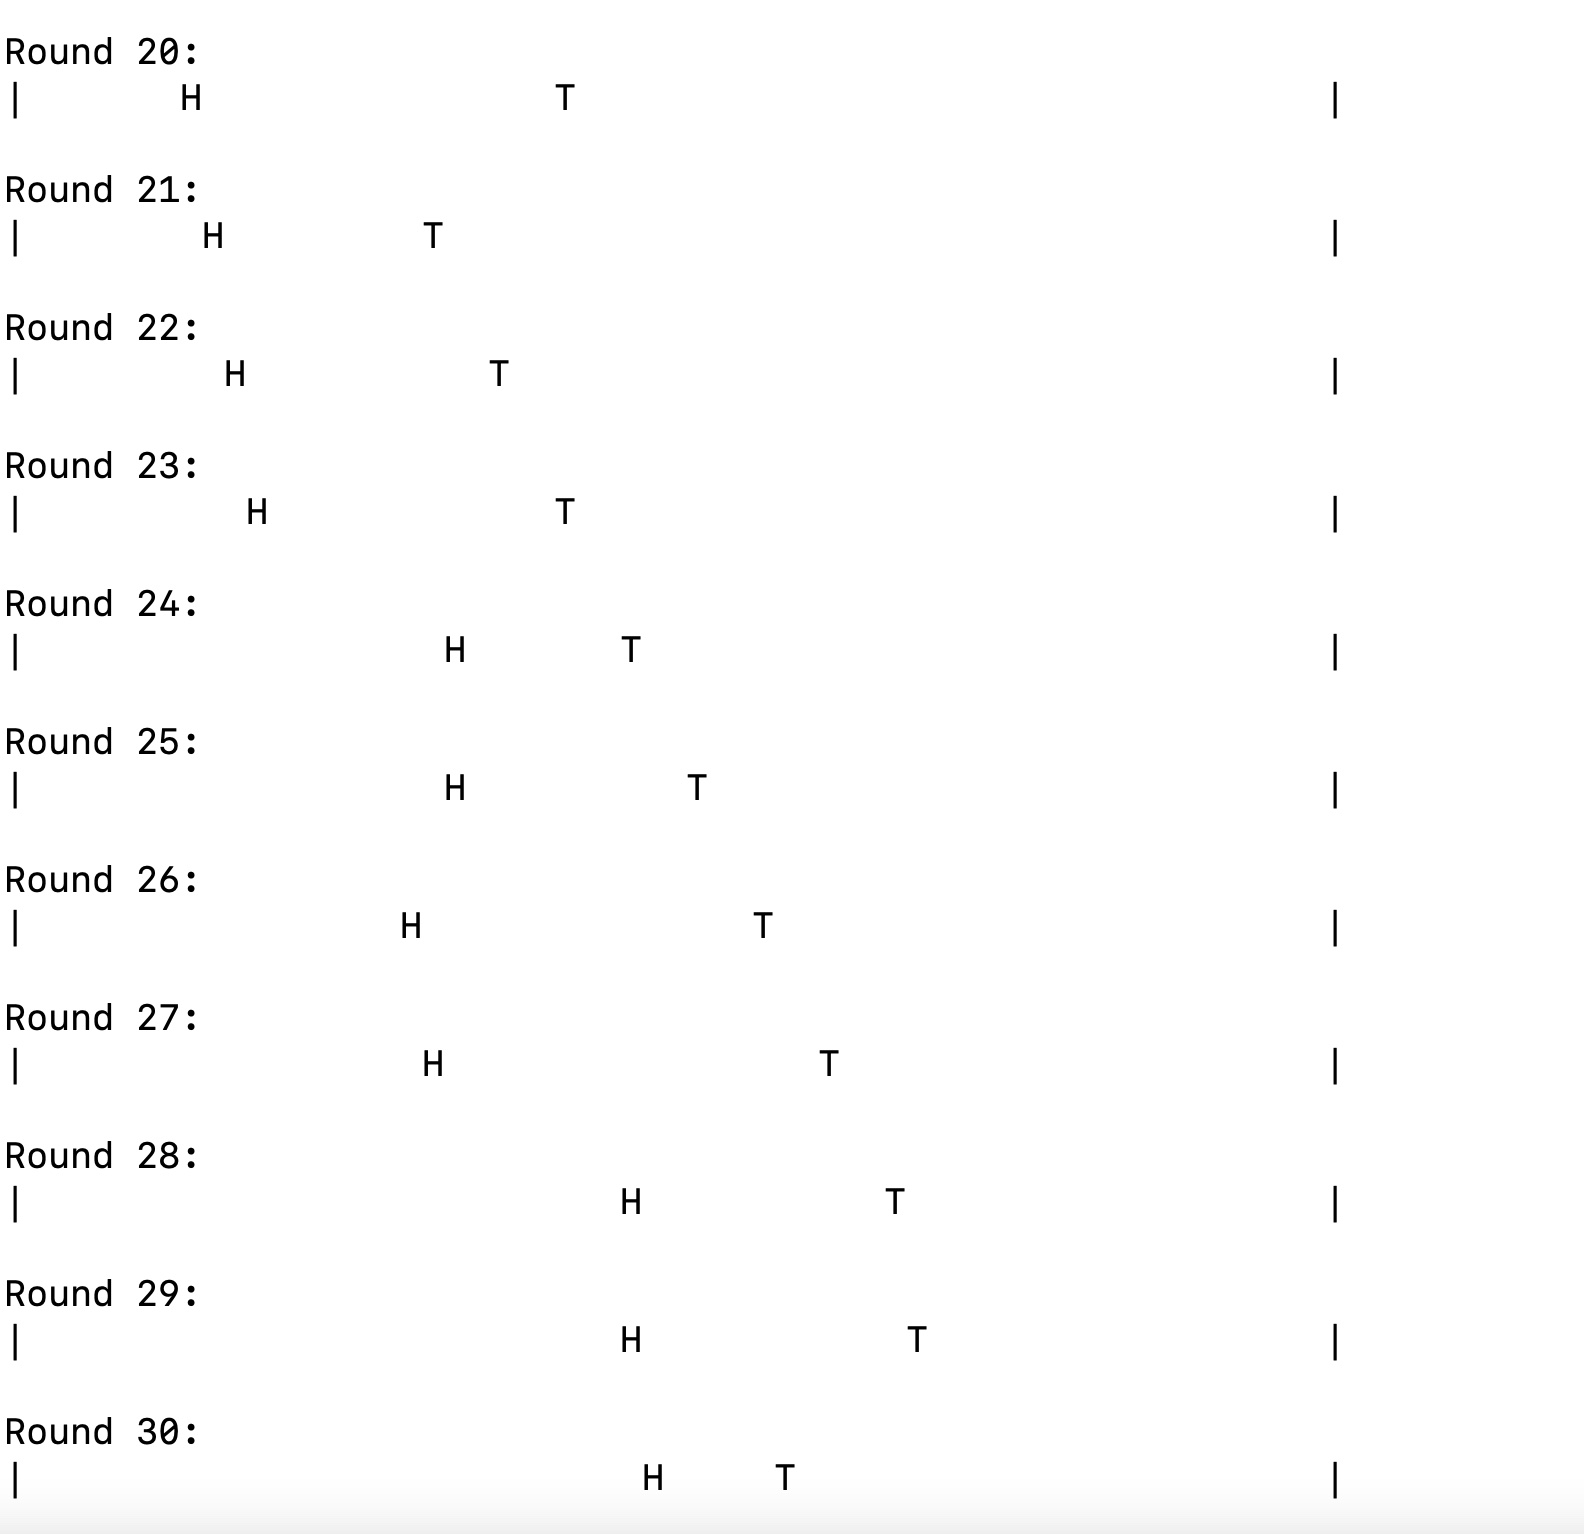 Round 20:
|       H                T                                  |
Round 21:
|        H         T                                        |
Round 22:
|         H           T                                     |
Round 23:
|          H             T                                  |
Round 24:
|                   H       T                               |
Round 25:
|                   H          T                            |
Round 26:
|                 H               T                         |
Round 27:
|                  H                 T                      |
Round 28:
|                           H           T                   |
Round 29:
|                           H            T                  |
Round 30:
|                            H     T                        |